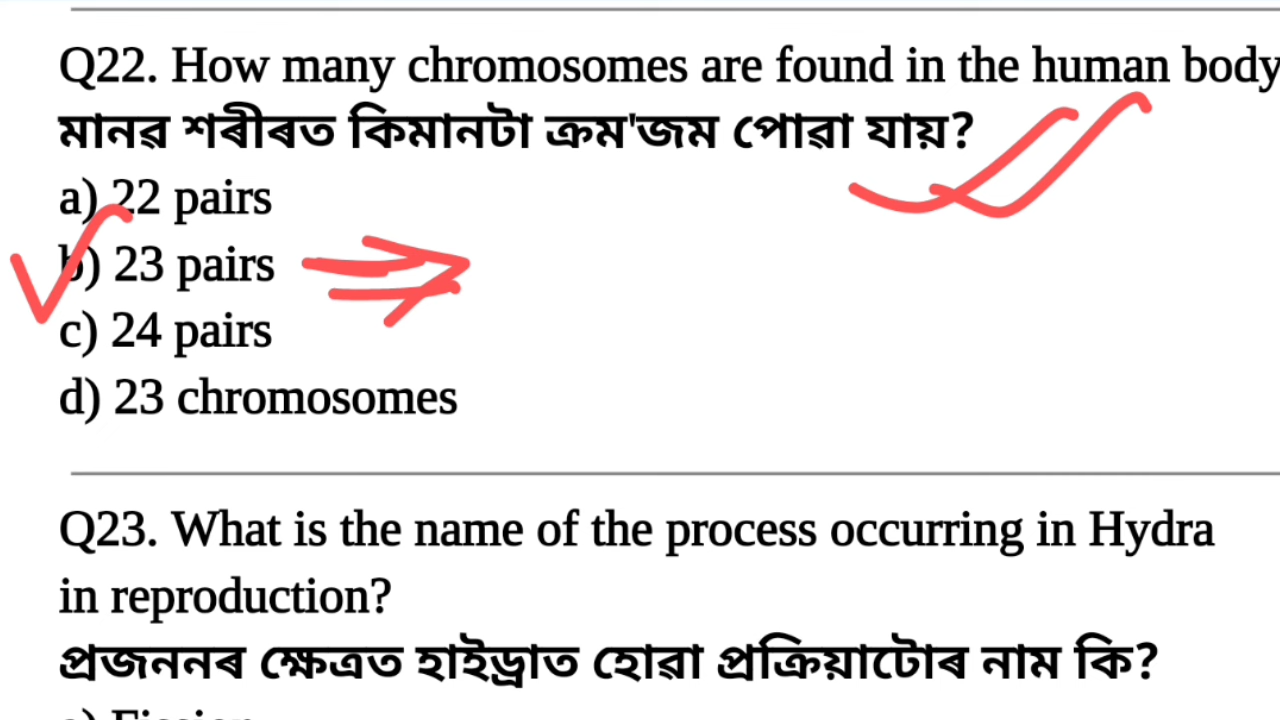 Q22. How many chromosomes are found in the human body
মানৱ শৰীৰত কিমানটা ক্ৰম'জম পোৱা যায়?
a) 22 pairs
b) 23 pairs
c) 24 pairs
d) 23 chromosomes
Q23. What is the name of the process occurring in Hydra
in reproduction?
প্ৰজননৰ ক্ষেত্ৰত হাইড্ৰাত হোৱা প্ৰক্ৰিয়াটোৰ নাম কি?